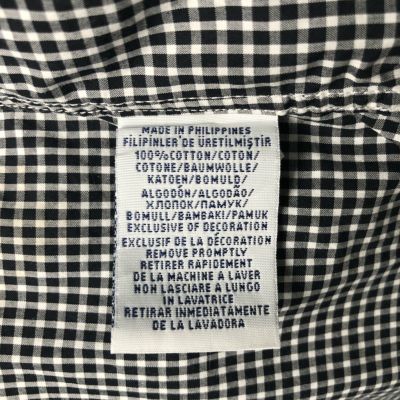 MADE IN PHILIPPINES
FILIPINLER DE ÜRETILMIŞTIR
100%COTTON/COTON/
COTONE/BAUMWOLLE/
KATOEN/BOMULD/
ALGODÓN/ALGODÃO/
ХЛОПОК/ПАМУК/
BOMULL/BAMBAKI/PAMUK
EXCLUSIVE OF DECORATION
EXCLUSIF DE LA DÉCORATION
REMOVE PROMPTLY
RETIRER RAPIDEMENT
DE LA MACHINE A LAVER
NON LASCIARE A LUNGO
IN LAVATRICE
RETIRAR INMEDIATAMENTE
DE LA LAVADORA